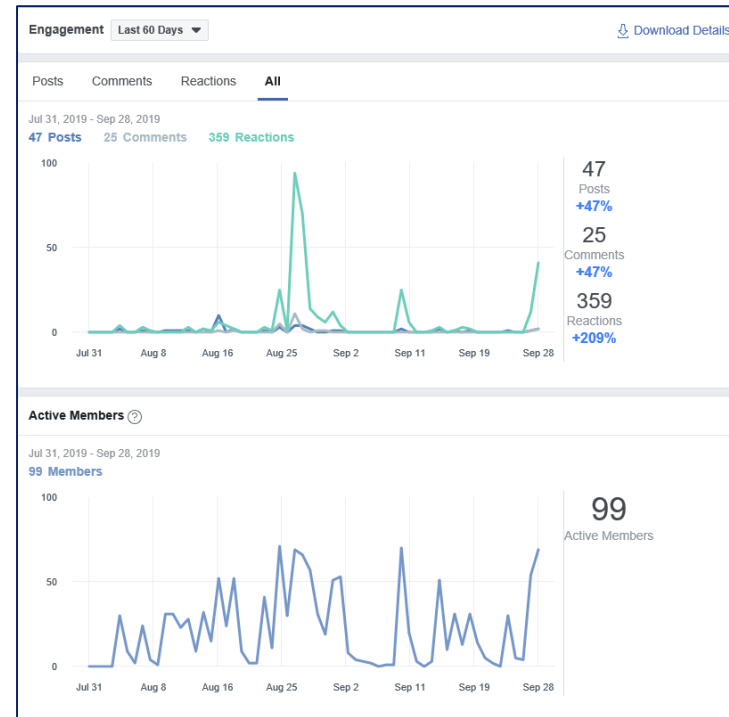 Engagement Last 60 Days Download Details
Posts Comments Reactions All
Jul 31, 2019 - Sep 28, 2019
47 Posts 25 Comments 359 Reactions
100
50
0
Jul 31 Aug 8 Aug 16 Aug 25 Sep 2 Sep 11 Sep 19 Sep 28
47
Posts
+47%
25
Comments
+47%
359
Reactions
+209%
Active Members ?
Jul 31, 2019 - Sep 28, 2019
99 Members
100
50
0
Jul 31 Aug 8 Aug 16 Aug 25 Sep 2 Sep 11 Sep 19 Sep 28
99
Active Members